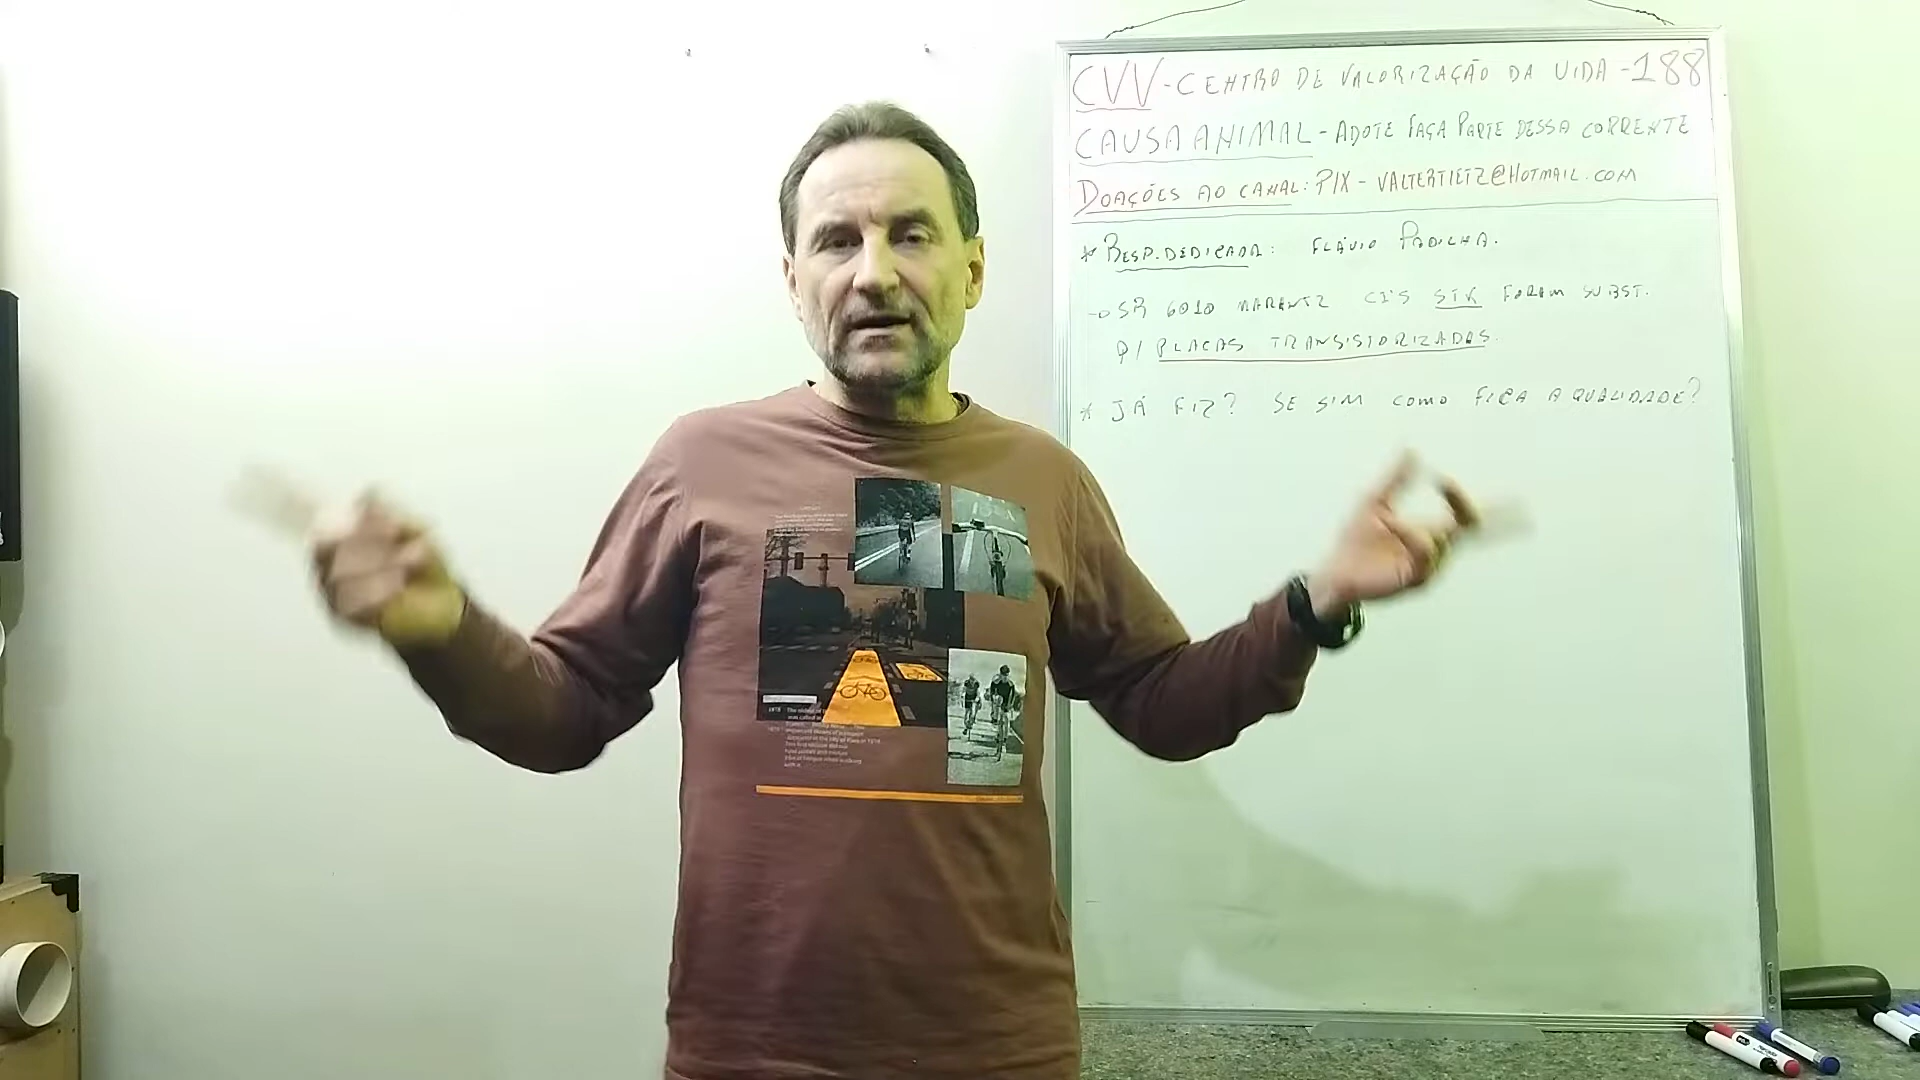 CVV - CENTRO DE VALORIZAÇÃO DA VIDA - 188
CAUSA ANIMAL - ADOTE FAÇA PARTE DESSA CORRENTE
DOAÇÕES AO CANAL: PIX - VALTERTIETZ@HOTMAIL.COM
* RESP. DEDICADA: FLÁVIO PADILHA.
→ SR 6010 MARANTZ CI'S STK FORAM SUBST.
P/ PLACAS TRANSISTORIZADAS.
* JÁ FIZ? SE SIM COMO FICA A QUALIDADE?